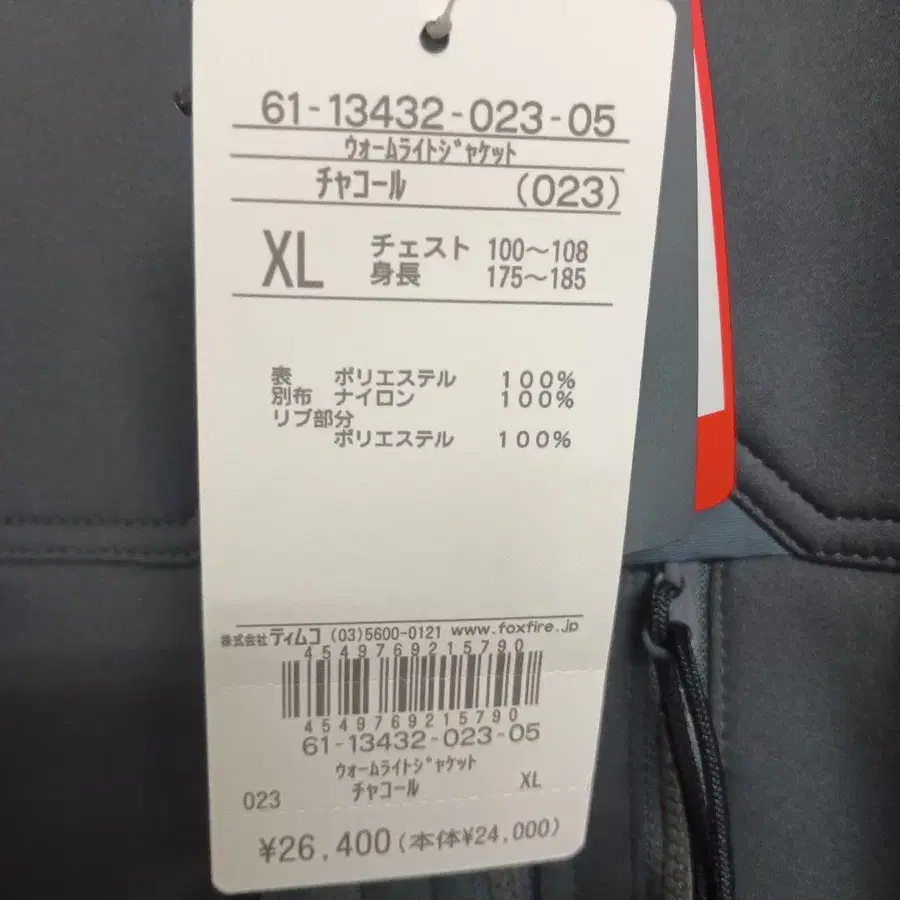 61-13432-023-05
ｳｫｰﾑﾗｲﾄｼﾞｬｹｯﾄ
ﾁｬｺｰﾙ (023)
XL チェスト 100～108
身長 175～185
表 ポリエステル 100%
別布 ナイロン 100%
リブ部分
ポリエステル 100%
株式会社 ティムコ (03)5600-0121 www.foxfire.jp
4549769215790
4549769215790
61-13432-023-05
ｳｫｰﾑﾗｲﾄｼﾞｬｹｯﾄ
023 ﾁｬｺｰﾙ XL
¥26,400(本体¥24,000)